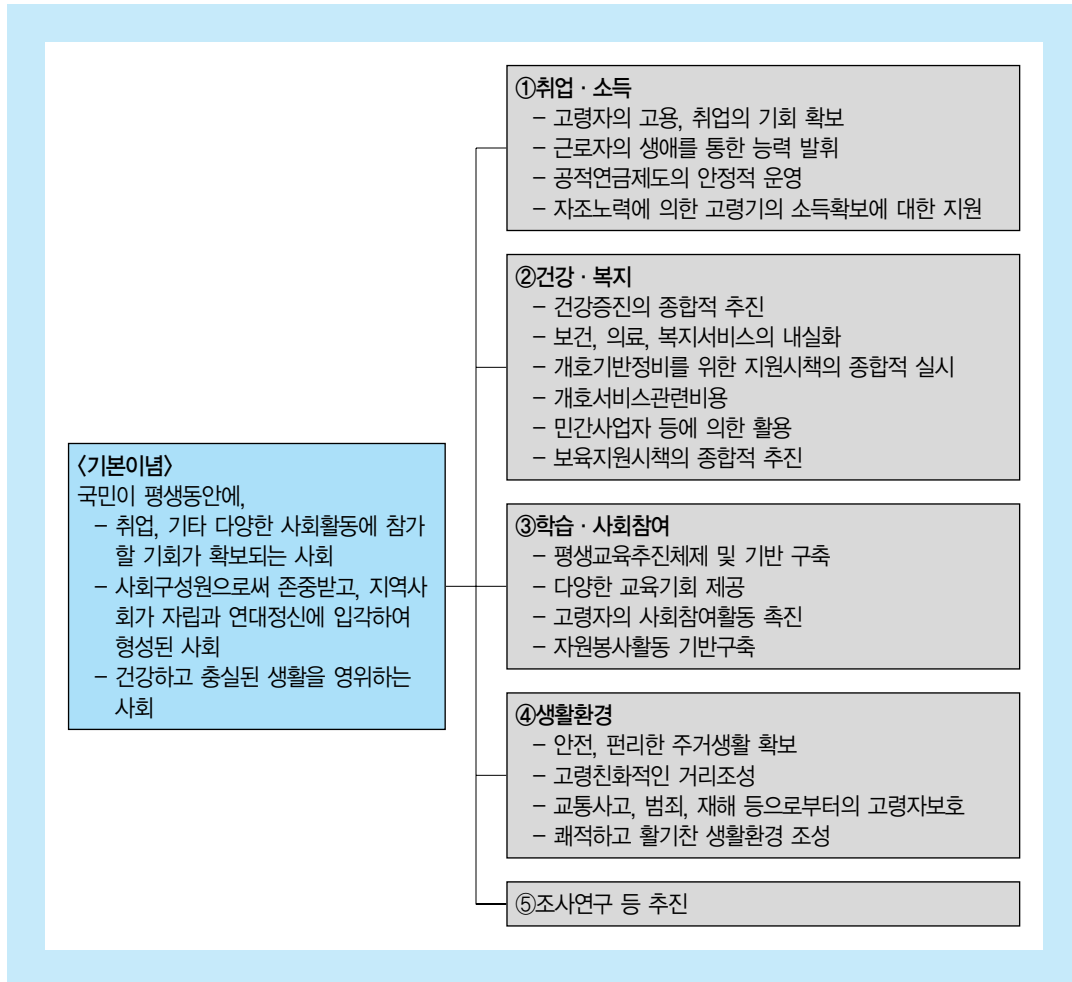 〈기본이념〉
국민이 평생동안에,
– 취업, 기타 다양한 사회활동에 참가
할 기회가 확보되는 사회
– 사회구성원으로써 존중받고, 지역사
회가 자립과 연대정신에 입각하여
형성된 사회
– 건강하고 충실된 생활을 영위하는
사회
①취업 · 소득
– 고령자의 고용, 취업의 기회 확보
– 근로자의 생애를 통한 능력 발휘
– 공적연금제도의 안정적 운영
– 자조노력에 의한 고령기의 소득확보에 대한 지원
②건강 · 복지
– 건강증진의 종합적 추진
– 보건, 의료, 복지서비스의 내실화
– 개호기반정비를 위한 지원시책의 종합적 실시
– 개호서비스관련비용
– 민간사업자 등에 의한 활용
– 보육지원시책의 종합적 추진
③학습 · 사회참여
– 평생교육추진체제 및 기반 구축
– 다양한 교육기회 제공
– 고령자의 사회참여활동 촉진
– 자원봉사활동 기반구축
④생활환경
– 안전, 편리한 주거생활 확보
– 고령친화적인 거리조성
– 교통사고, 범죄, 재해 등으로부터의 고령자보호
– 쾌적하고 활기찬 생활환경 조성
⑤조사연구 등 추진